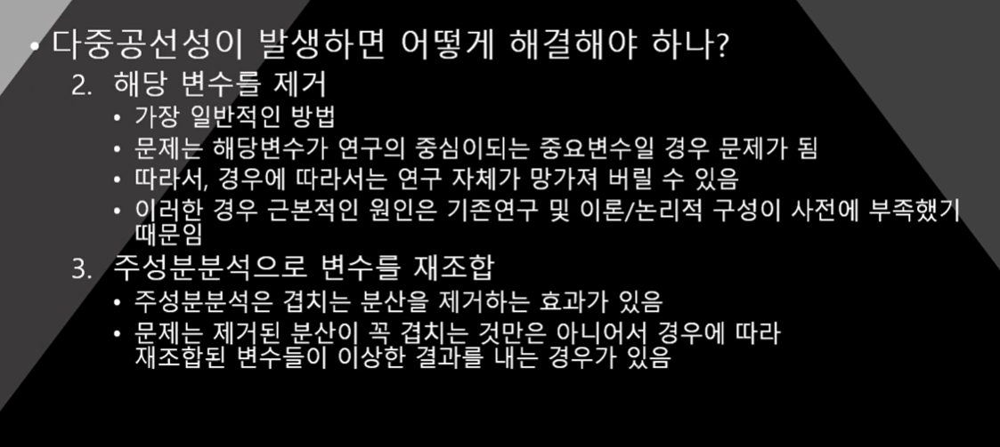 • 다중공선성이 발생하면 어떻게 해결해야 하나?
2. 해당 변수를 제거
• 가장 일반적인 방법
• 문제는 해당변수가 연구의 중심이되는 중요변수일 경우 문제가 됨
• 따라서, 경우에 따라서는 연구 자체가 망가져 버릴 수 있음
• 이러한 경우 근본적인 원인은 기존연구 및 이론/논리적 구성이 사전에 부족했기
때문임
3. 주성분분석으로 변수를 재조합
• 주성분분석은 겹치는 분산을 제거하는 효과가 있음
• 문제는 제거된 분산이 꼭 겹치는 것만은 아니어서 경우에 따라
재조합된 변수들이 이상한 결과를 내는 경우가 있음